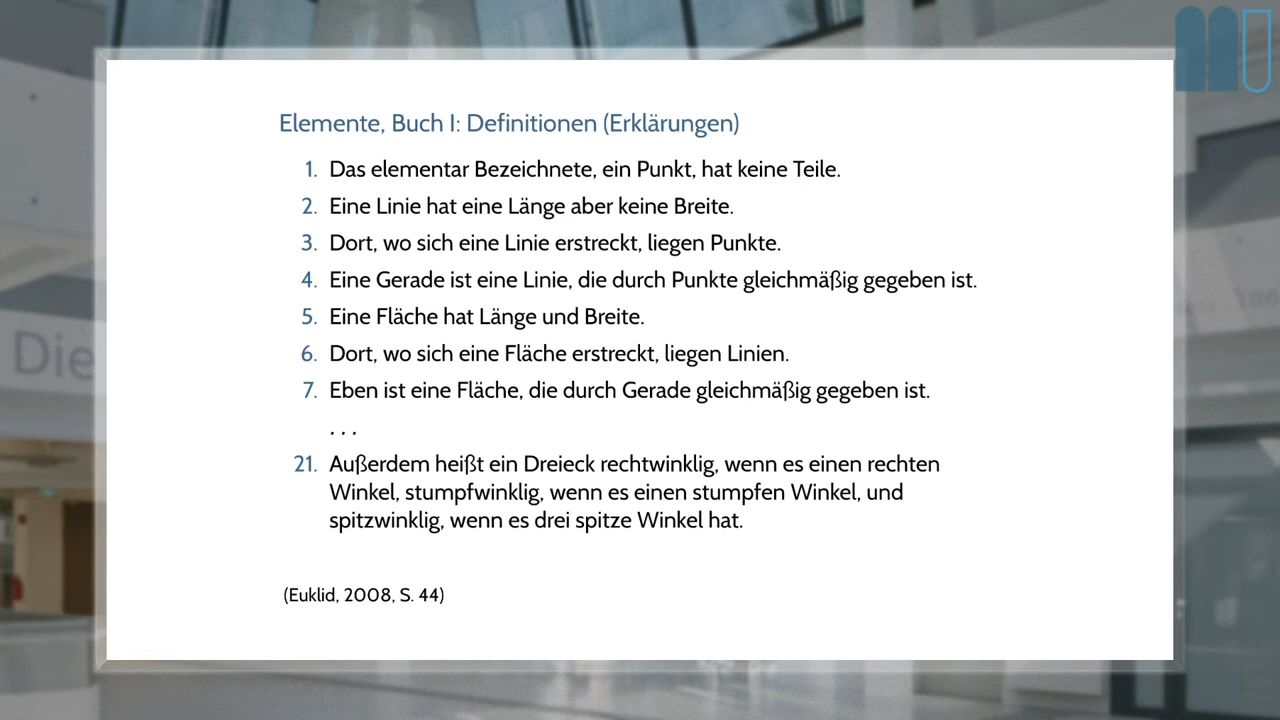 Elemente, Buch I: Definitionen (Erklärungen)
1. Das elementar Bezeichnete, ein Punkt, hat keine Teile.
2. Eine Linie hat eine Länge aber keine Breite.
3. Dort, wo sich eine Linie erstreckt, liegen Punkte.
4. Eine Gerade ist eine Linie, die durch Punkte gleichmäßig gegeben ist.
5. Eine Fläche hat Länge und Breite.
6. Dort, wo sich eine Fläche erstreckt, liegen Linien.
7. Eben ist eine Fläche, die durch Gerade gleichmäßig gegeben ist.
. . .
21. Außerdem heißt ein Dreieck rechtwinklig, wenn es einen rechten
Winkel, stumpfwinklig, wenn es einen stumpfen Winkel, und
spitzwinklig, wenn es drei spitze Winkel hat.
(Euklid, 2008, S. 44)
Die